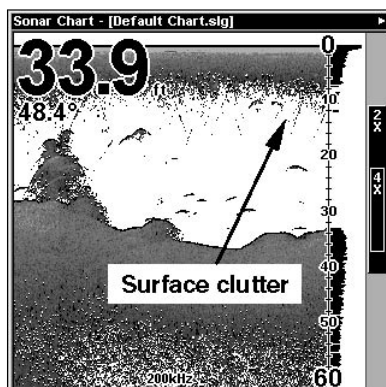 Sonar Chart - [Default Chart.slg]
33.9 ft
48.4°
0
10
20
30
40
50
60
2X
4X
Surface clutter
200kHz